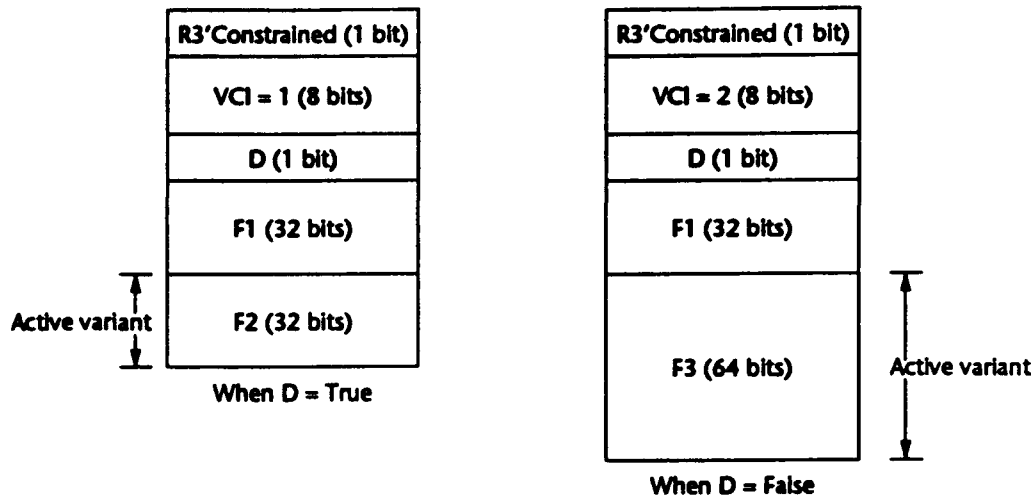 R3'Constrained (1 bit)
VCI = 1 (8 bits)
D (1 bit)
F1 (32 bits)
F2 (32 bits)
Active variant
When D = True
R3'Constrained (1 bit)
VCI = 2 (8 bits)
D (1 bit)
F1 (32 bits)
F3 (64 bits)
Active variant
When D = False